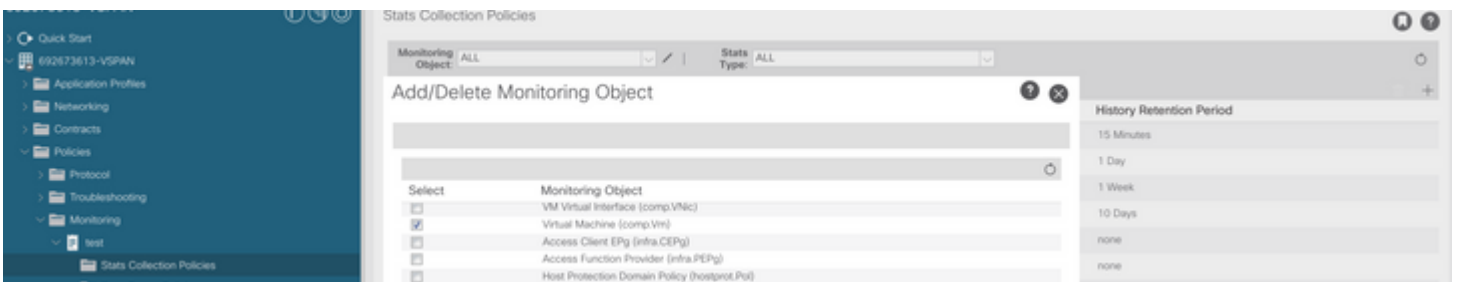 Quick Start
692673613-VSPAN
Application Profiles
Networking
Contracts
Policies
Protocol
Troubleshooting
Monitoring
test
Stats Collection Policies
Stats Collection Policies
Monitoring Object: ALL
Stats Type: ALL
Add/Delete Monitoring Object
Select Monitoring Object
VM Virtual Interface (comp.VNic)
Virtual Machine (comp.Vm)
Access Client EPg (infra.CEPg)
Access Function Provider (infra.PEPg)
Host Protection Domain Policy (hostprot.Pol)
History Retention Period
15 Minutes
1 Day
1 Week
10 Days
none
none